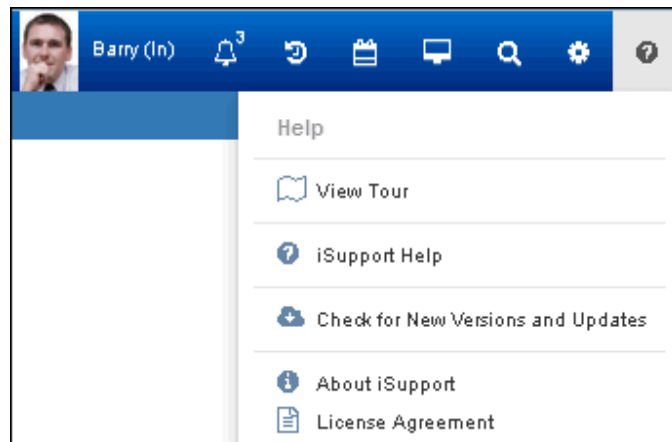 Barry (In) 3
Help
View Tour
iSupport Help
Check for New Versions and Updates
About iSupport
License Agreement